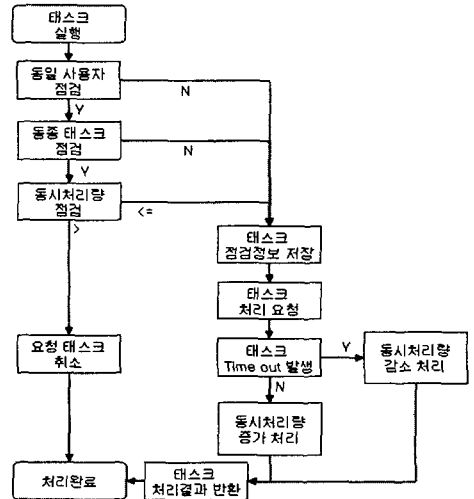 태스크
실행
동일 사용자
점검
N
Y
동종 태스크
점검
N
Y
동시처리량
점검
<=
>
태스크
점검정보 저장
태스크
처리 요청
요청 태스크
취소
태스크
Time out 발생
Y
동시처리량
감소 처리
N
동시처리량
증가 처리
처리완료
태스크
처리결과 반환